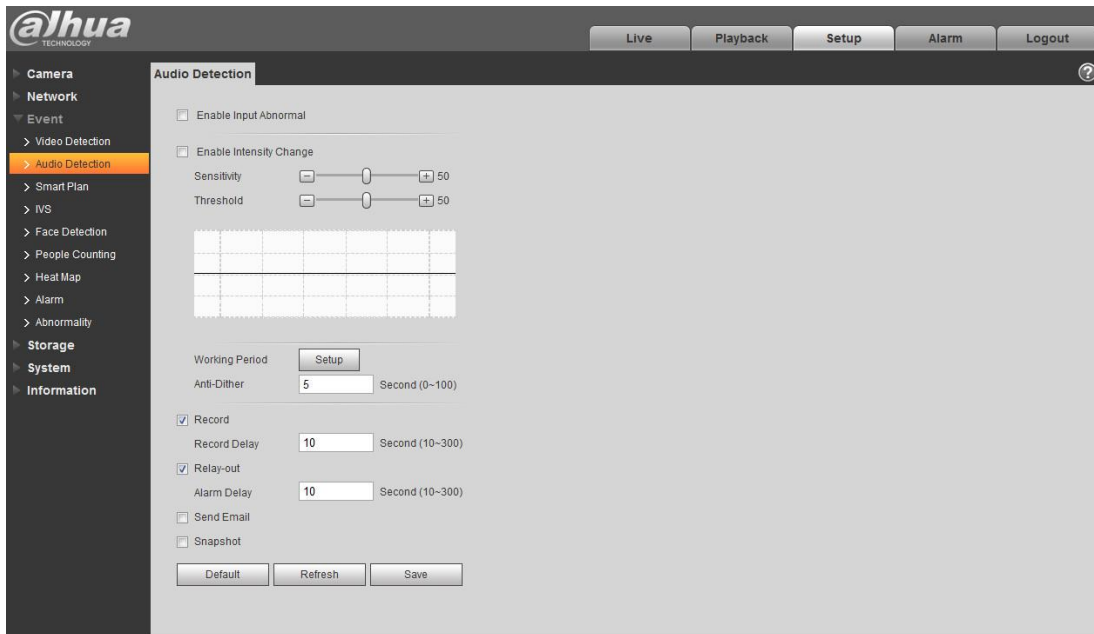 alhua
TECHNOLOGY
Live
Playback
Setup
Alarm
Logout
Camera
Network
Event
Video Detection
Audio Detection
Smart Plan
IVS
Face Detection
People Counting
Heat Map
Alarm
Abnormality
Storage
System
Information
Audio Detection
?
Enable Input Abnormal
Enable Intensity Change
Sensitivity 50
Threshold 50
Working Period Setup
Anti-Dither 5 Second (0~100)
Record
Record Delay 10 Second (10~300)
Relay-out
Alarm Delay 10 Second (10~300)
Send Email
Snapshot
Default Refresh Save